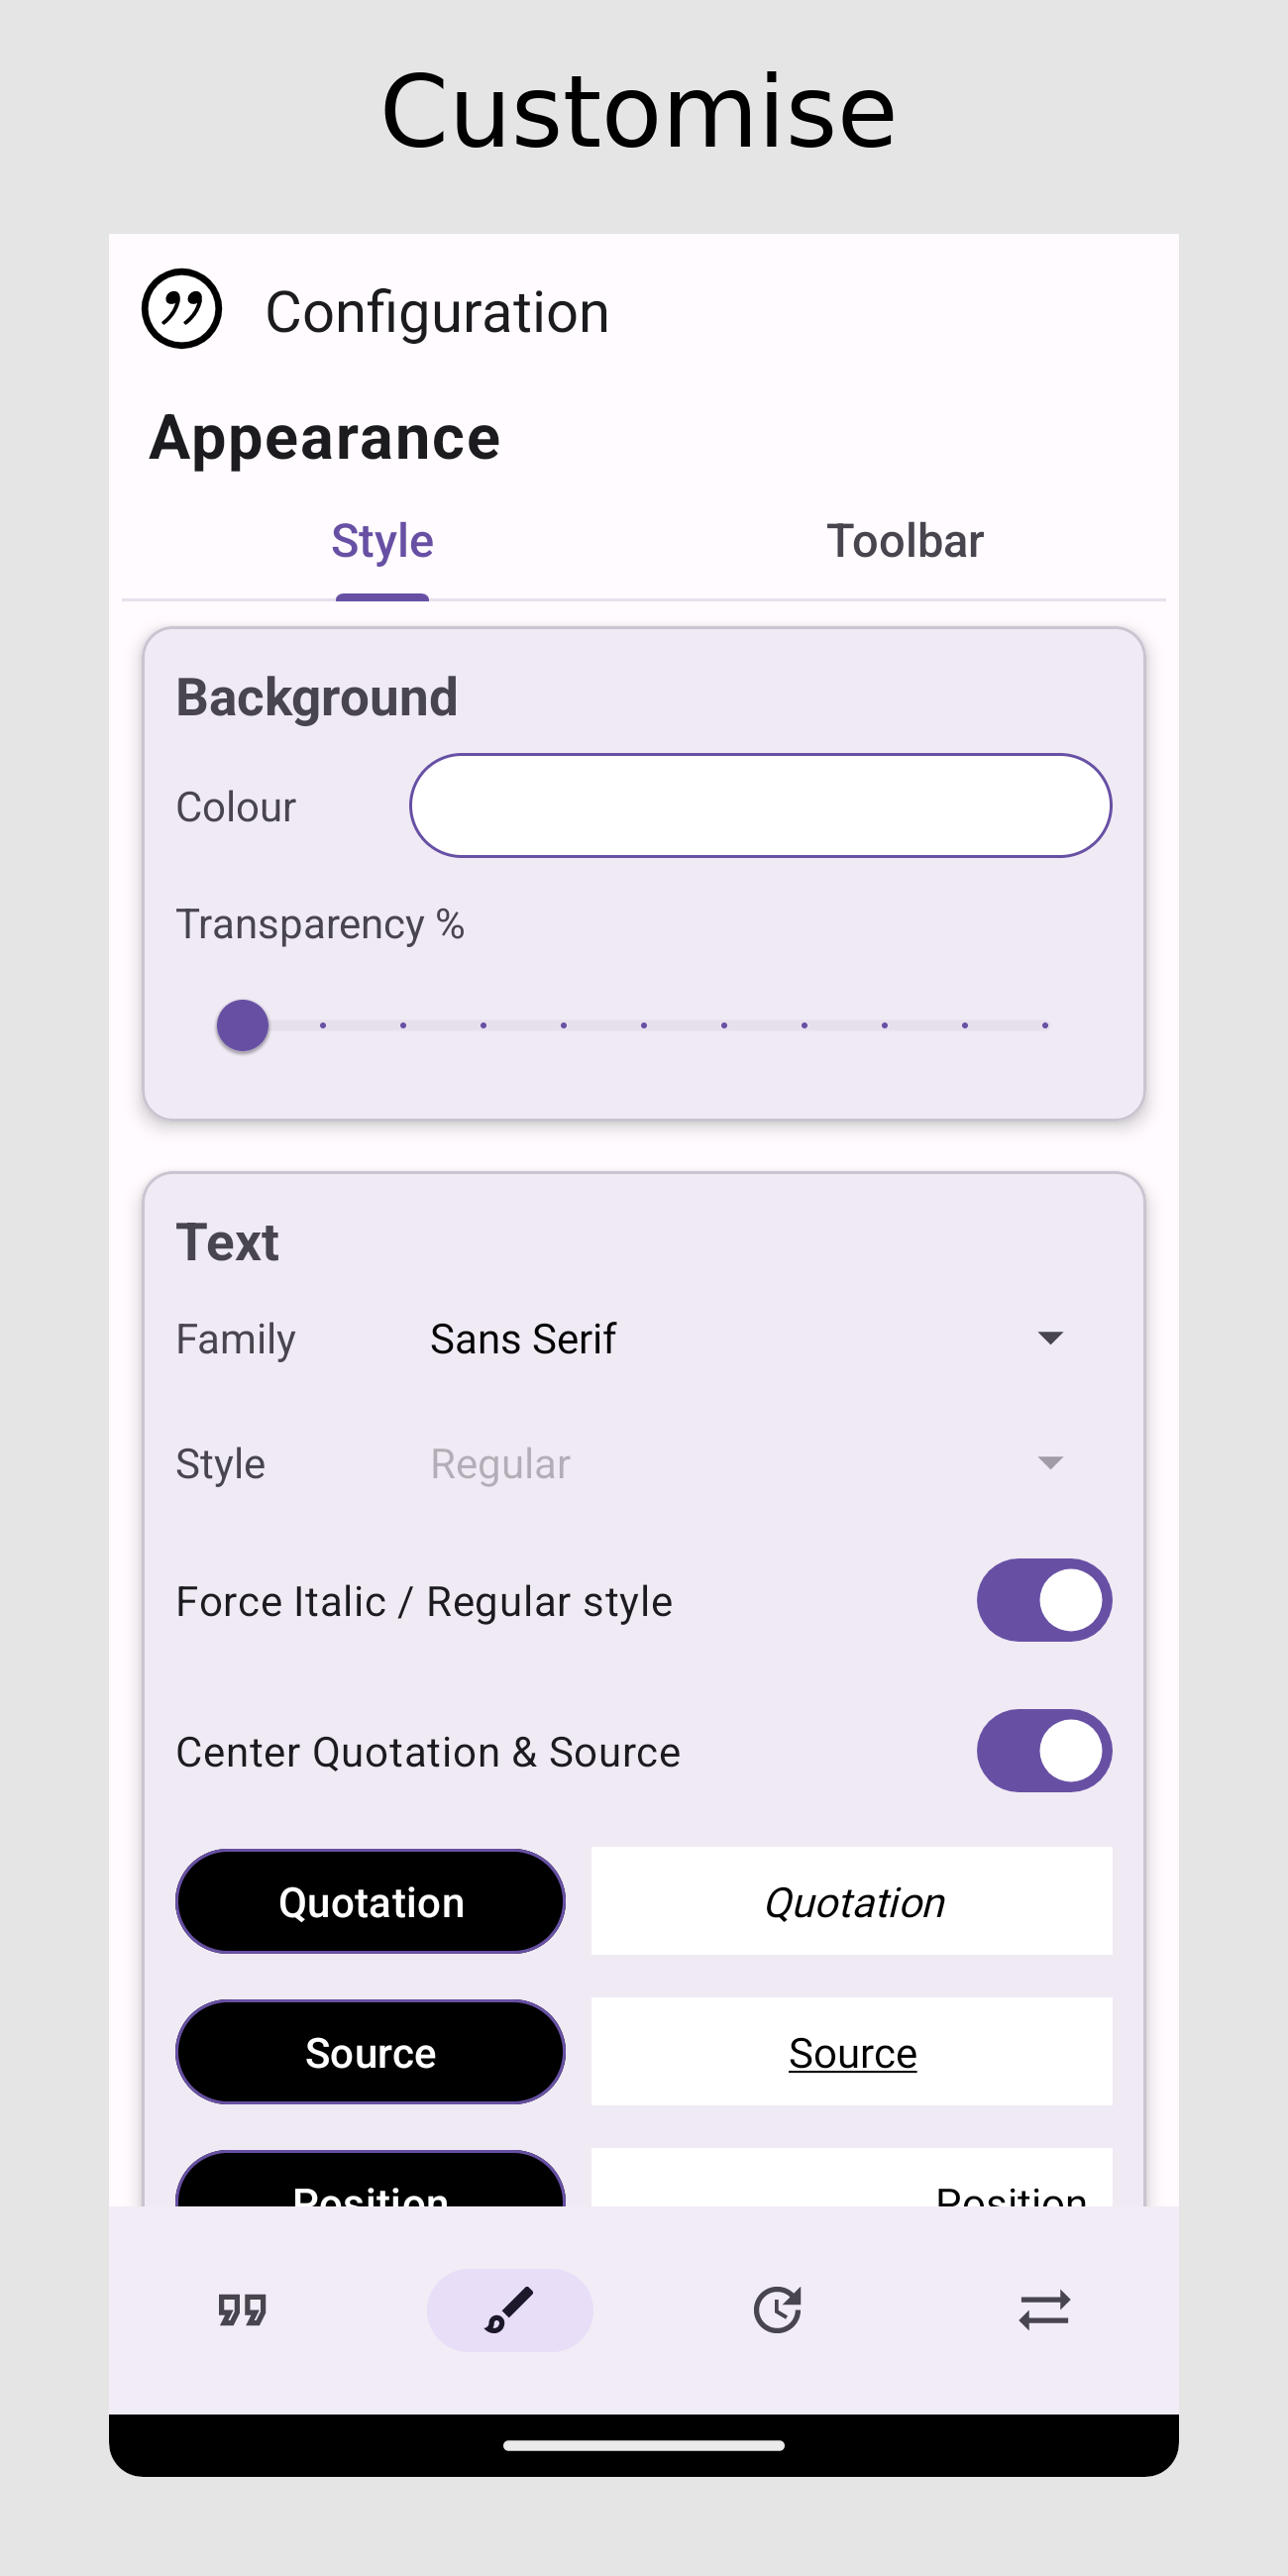 Customise
Configuration
Appearance
Style Toolbar
Background
Colour
Transparency %
Text
Family Sans Serif
Style Regular
Force Italic / Regular style
Center Quotation & Source
Quotation Quotation
Source Source
Position Position